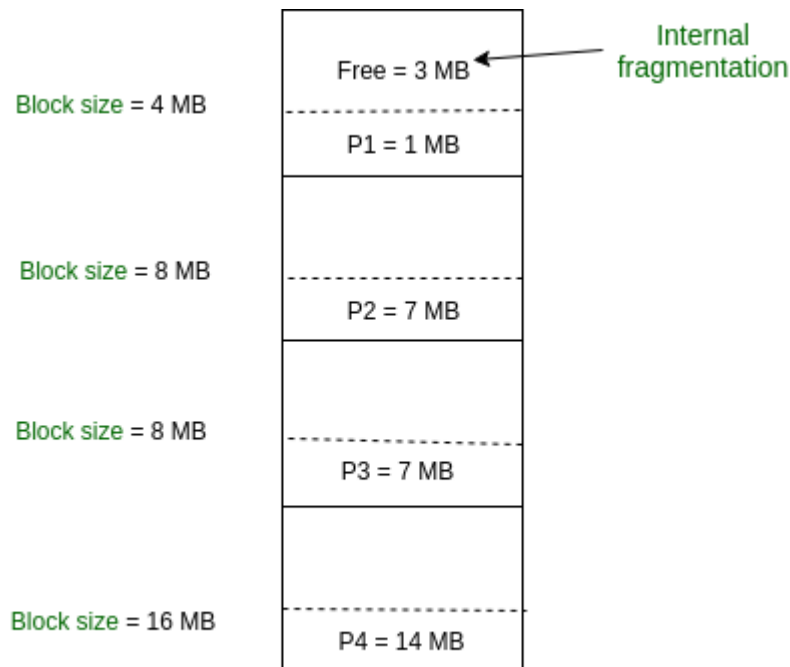 Internal
fragmentation
Free = 3 MB
Block size = 4 MB
P1 = 1 MB
Block size = 8 MB
P2 = 7 MB
Block size = 8 MB
P3 = 7 MB
Block size = 16 MB
P4 = 14 MB